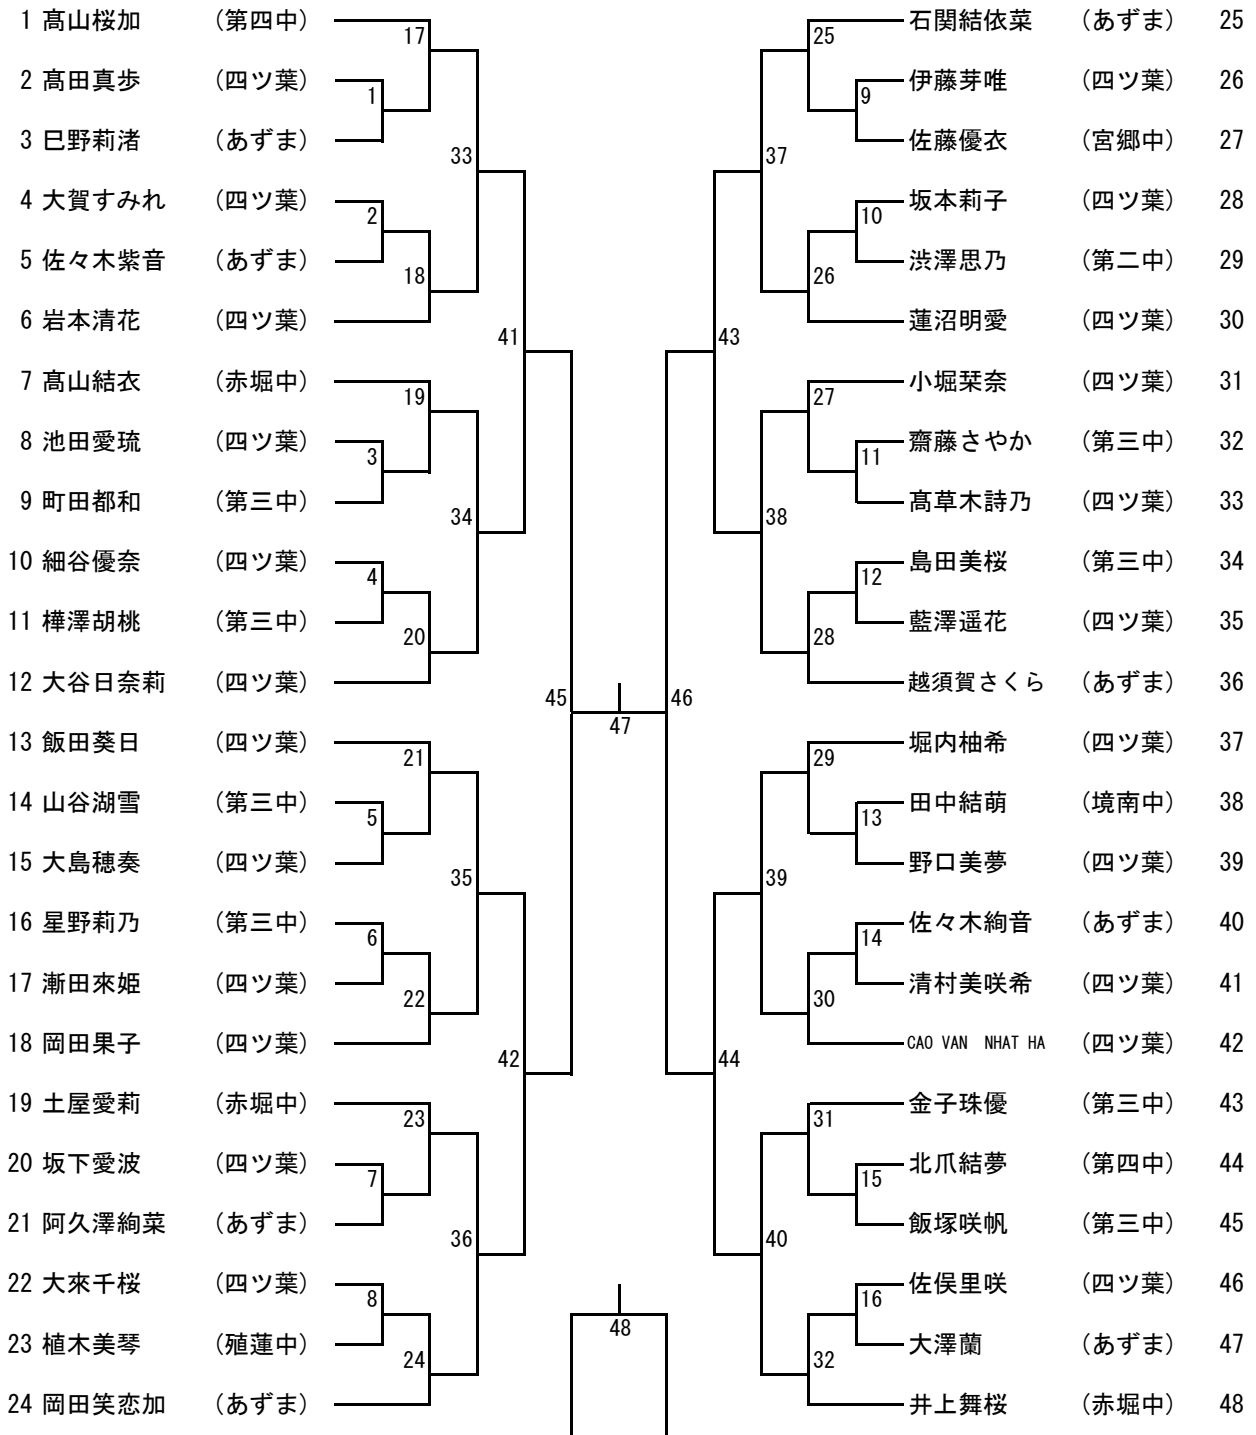 1 髙山桜加 (第四中) 17 25 石関結依菜 (あずま) 25
2 髙田真歩 (四ツ葉) 1 9 伊藤芽唯 (四ツ葉) 26
3 巳野莉渚 (あずま) 33 37 佐藤優衣 (宮郷中) 27
4 大賀すみれ (四ツ葉) 2 10 坂本莉子 (四ツ葉) 28
5 佐々木紫音 (あずま) 18 26 渋澤思乃 (第二中) 29
6 岩本清花 (四ツ葉) 41 43 蓮沼明愛 (四ツ葉) 30
7 髙山結衣 (赤堀中) 19 27 小堀栞奈 (四ツ葉) 31
8 池田愛琉 (四ツ葉) 3 11 齋藤さやか (第三中) 32
9 町田都和 (第三中) 34 38 髙草木詩乃 (四ツ葉) 33
10 細谷優奈 (四ツ葉) 4 12 島田美桜 (第三中) 34
11 樺澤胡桃 (第三中) 20 28 藍澤遥花 (四ツ葉) 35
12 大谷日奈莉 (四ツ葉) 45 47 46 越須賀さくら (あずま) 36
13 飯田葵日 (四ツ葉) 21 29 堀内柚希 (四ツ葉) 37
14 山谷湖雪 (第三中) 5 13 田中結萌 (境南中) 38
15 大島穂奏 (四ツ葉) 35 39 野口美夢 (四ツ葉) 39
16 星野莉乃 (第三中) 6 14 佐々木絢音 (あずま) 40
17 漸田來姫 (四ツ葉) 22 30 清村美咲希 (四ツ葉) 41
18 岡田果子 (四ツ葉) 42 44 CAO VAN NHAT HA (四ツ葉) 42
19 土屋愛莉 (赤堀中) 23 31 金子珠優 (第三中) 43
20 坂下愛波 (四ツ葉) 7 15 北爪結夢 (第四中) 44
21 阿久澤絢菜 (あずま) 36 40 飯塚咲帆 (第三中) 45
22 大來千桜 (四ツ葉) 8 48 16 佐俣里咲 (四ツ葉) 46
23 植木美琴 (殖蓮中) 24 32 大澤蘭 (あずま) 47
24 岡田笑恋加 (あずま) 井上舞桜 (赤堀中) 48